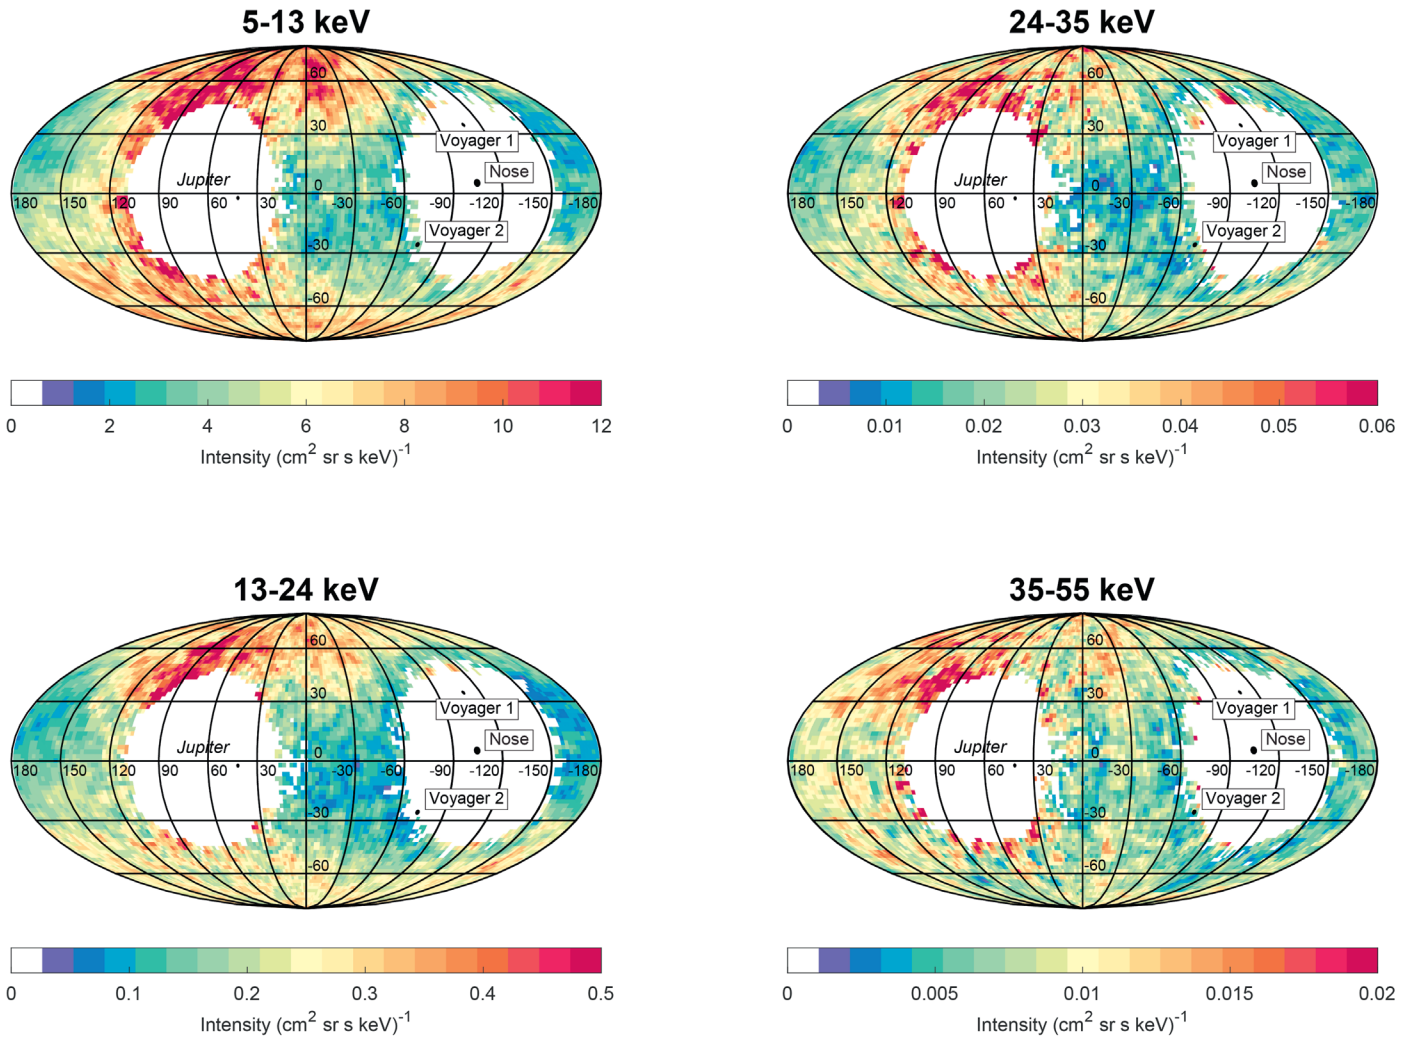 5-13 keV
60
30
Voyager 1
Nose
Jupiter
0
180 150 120 90 60 30 -30 -60 -90 -120 -150 -180
Voyager 2
-30
-60
0 2 4 6 8 10 12
Intensity (cm² sr s keV)⁻¹
24-35 keV
60
30
Voyager 1
Nose
Jupiter
0
180 150 120 90 60 30 -30 -60 -90 -120 -150 -180
Voyager 2
-30
-60
0 0.01 0.02 0.03 0.04 0.05 0.06
Intensity (cm² sr s keV)⁻¹
13-24 keV
60
30
Voyager 1
Nose
Jupiter
0
180 150 120 90 60 30 -30 -60 -90 -120 -150 -180
Voyager 2
-30
-60
0 0.1 0.2 0.3 0.4 0.5
Intensity (cm² sr s keV)⁻¹
35-55 keV
60
30
Voyager 1
Nose
Jupiter
0
180 150 120 90 60 30 -30 -60 -90 -120 -150 -180
Voyager 2
-30
-60
0 0.005 0.01 0.015 0.02
Intensity (cm² sr s keV)⁻¹